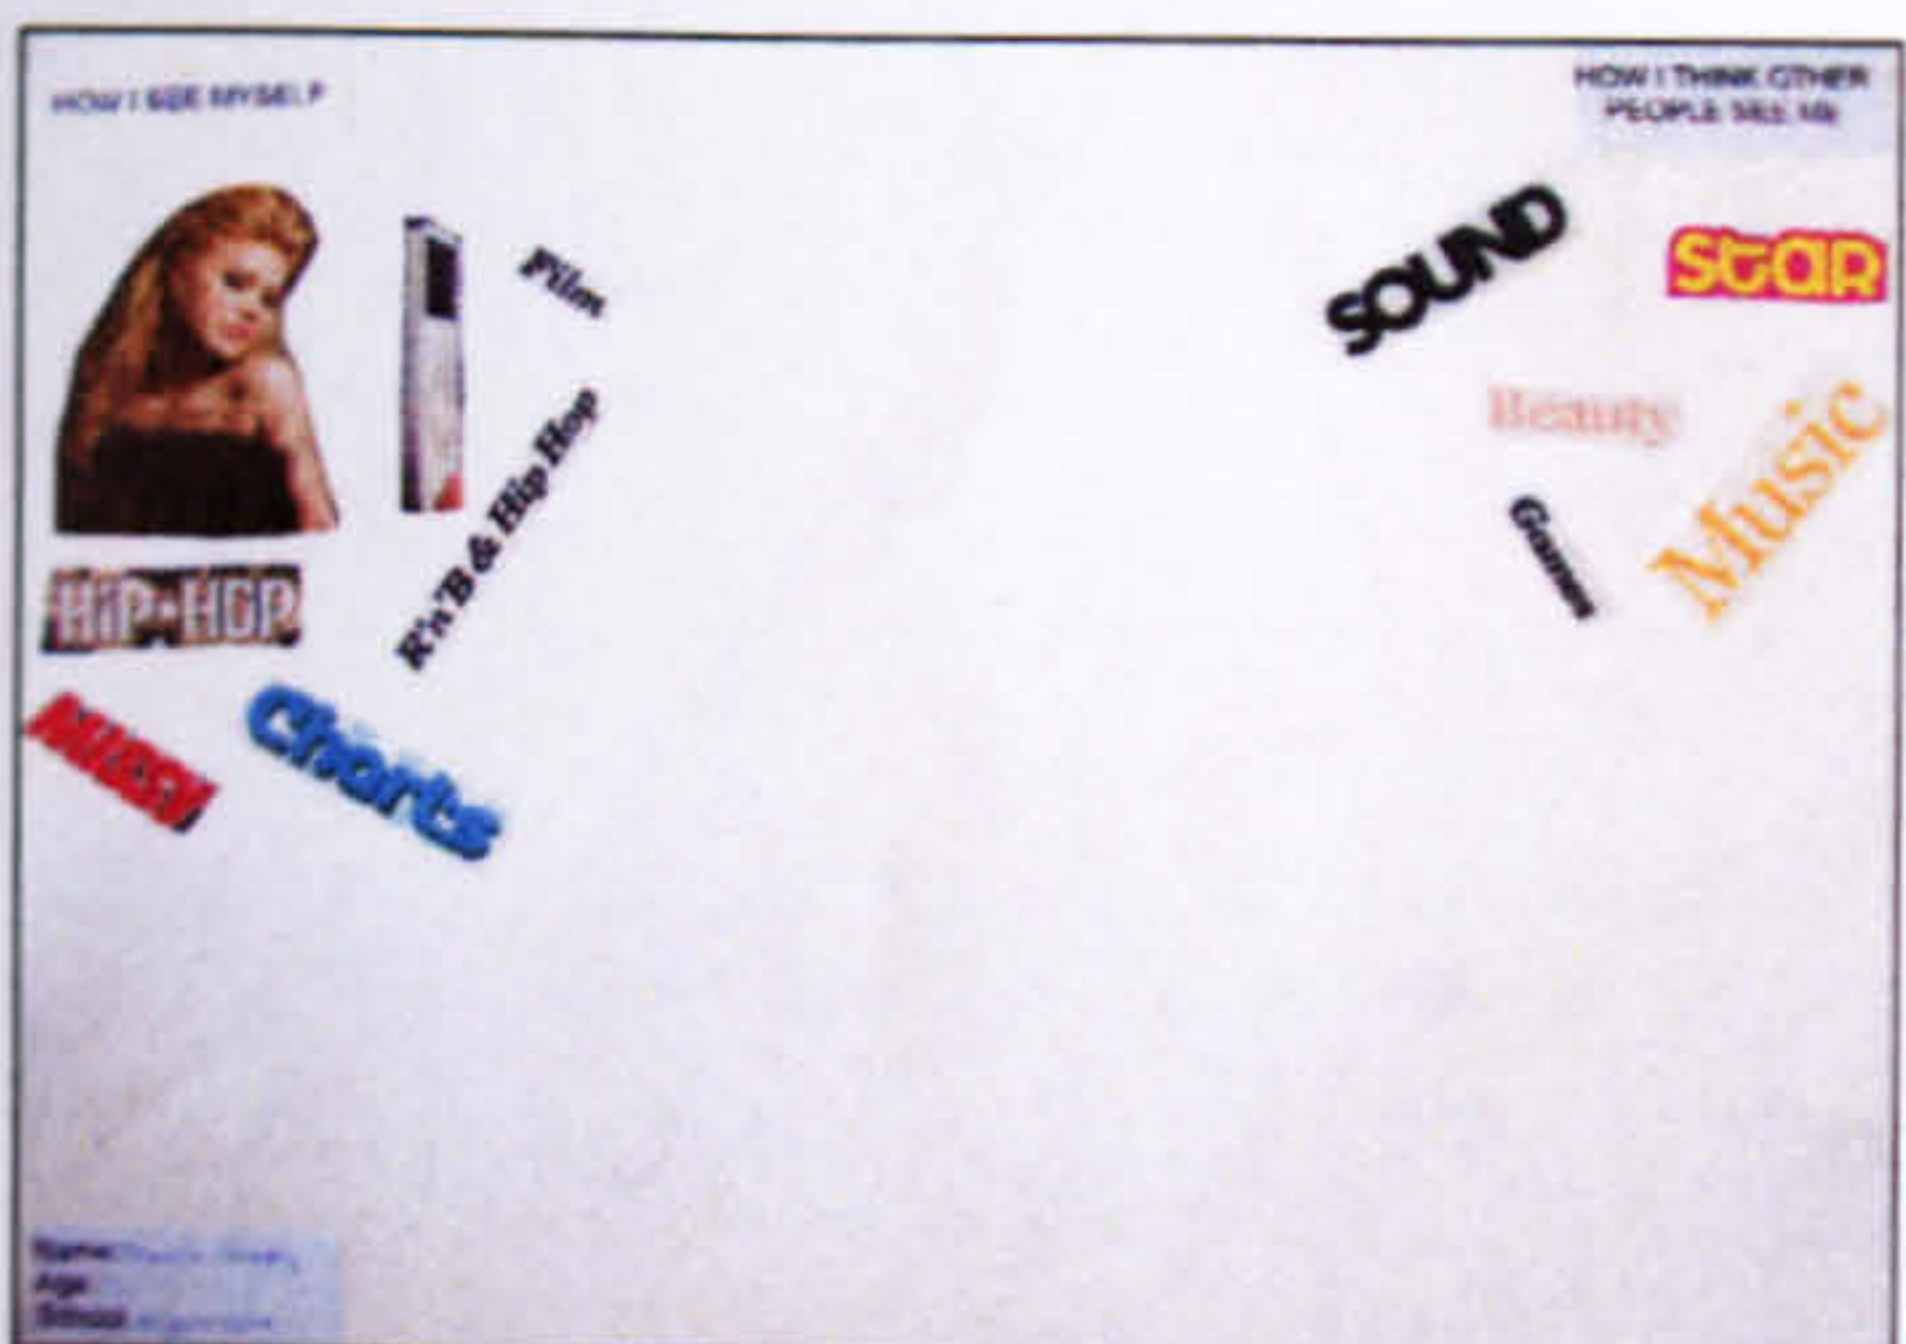 HOW I SEE MYSELF
HOW I THINK OTHER
PEOPLE SEE ME
Film
R'n'B & Hip Hop
HIP-HOP
Charts
SOUND
STAR
Beauty
Music
Games
Name:
Age
School